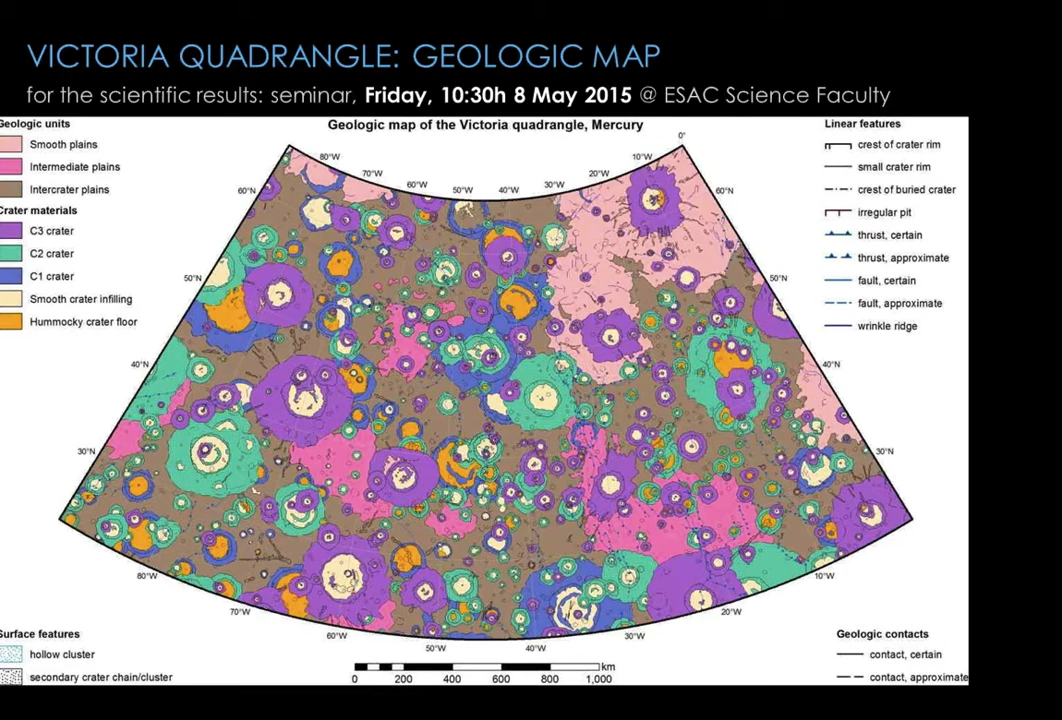 VICTORIA QUADRANGLE: GEOLOGIC MAP
for the scientific results: seminar, Friday, 10:30h 8 May 2015 @ ESAC Science Faculty
Geologic map of the Victoria quadrangle, Mercury
Geologic units
Smooth plains
Intermediate plains
Intercrater plains
Crater materials
C3 crater
C2 crater
C1 crater
Smooth crater infilling
Hummocky crater floor
Linear features
crest of crater rim
small crater rim
crest of buried crater
irregular pit
thrust, certain
thrust, approximate
fault, certain
fault, approximate
wrinkle ridge
80°W
70°W
60°W
50°W
40°W
30°W
20°W
10°W
0°
60°N
60°N
50°N
50°N
40°N
40°N
30°N
30°N
80°W
70°W
60°W
50°W
40°W
30°W
20°W
10°W
Surface features
hollow cluster
secondary crater chain/cluster
km
0 200 400 600 800 1,000
Geologic contacts
contact, certain
contact, approximate